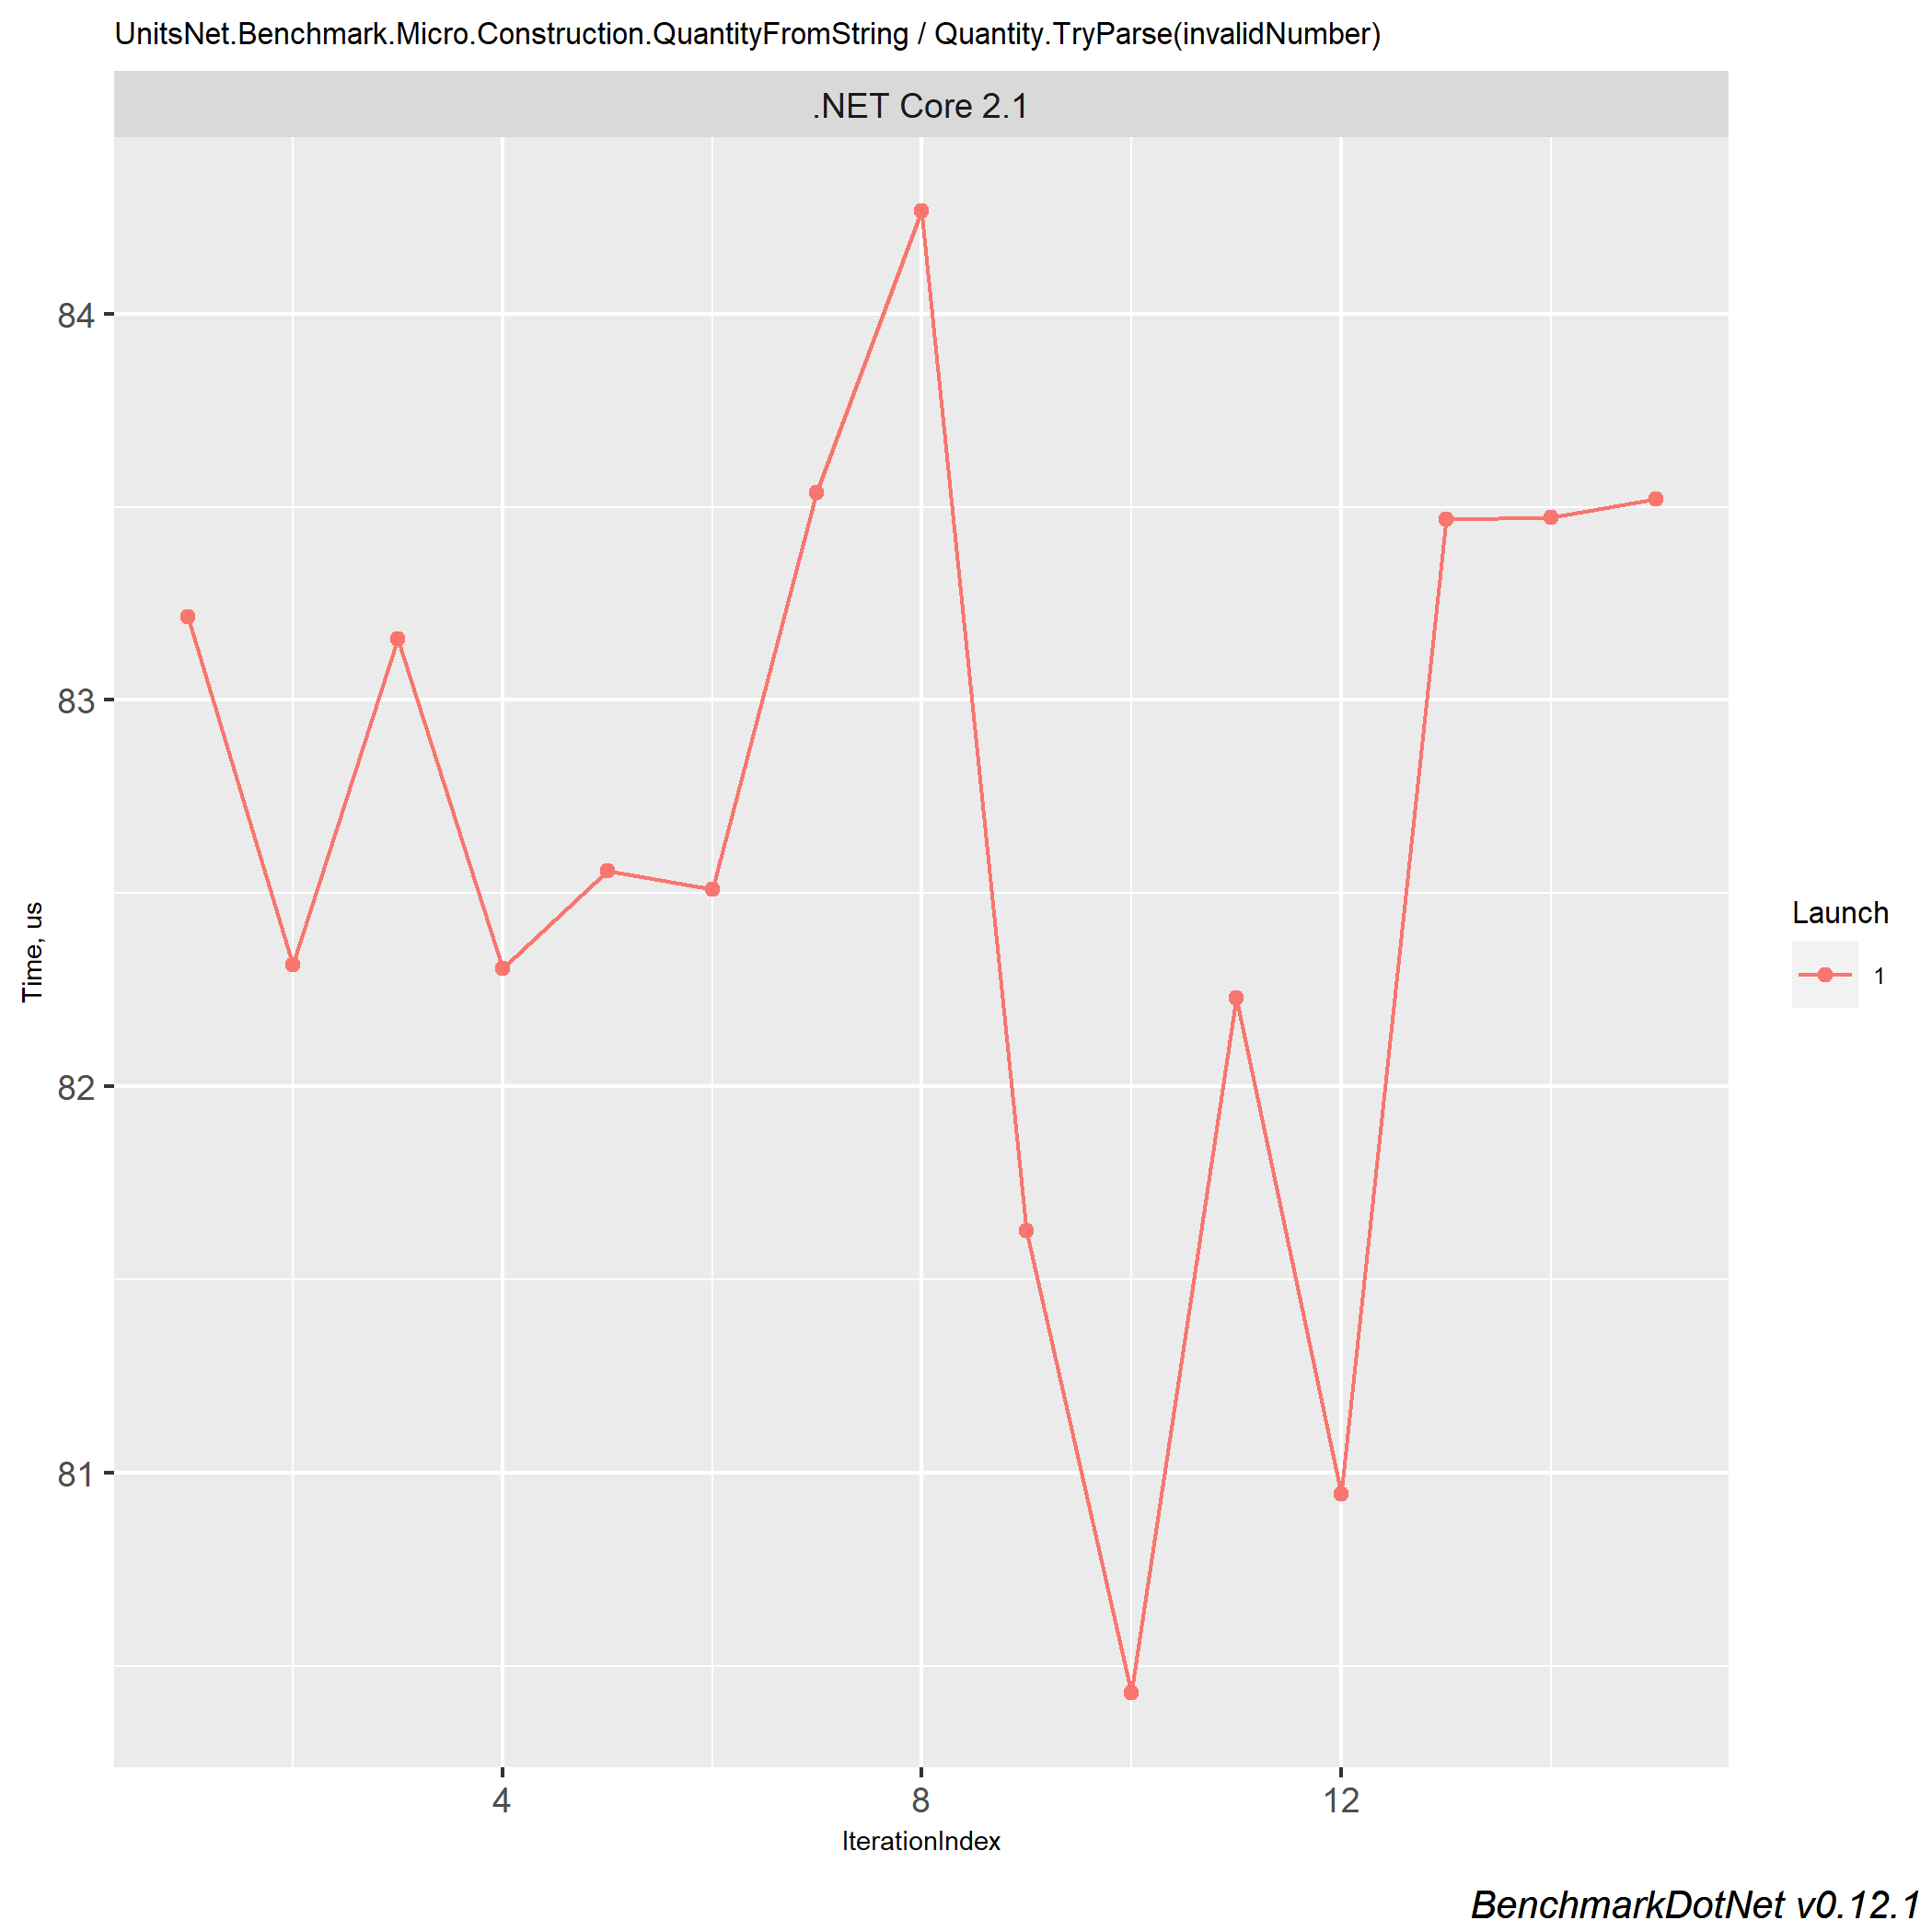 UnitsNet.Benchmark.Micro.Construction.QuantityFromString / Quantity.TryParse(invalidNumber)
.NET Core 2.1
84
83
82
81
Time, us
4 8 12
IterationIndex
Launch
1
BenchmarkDotNet v0.12.1